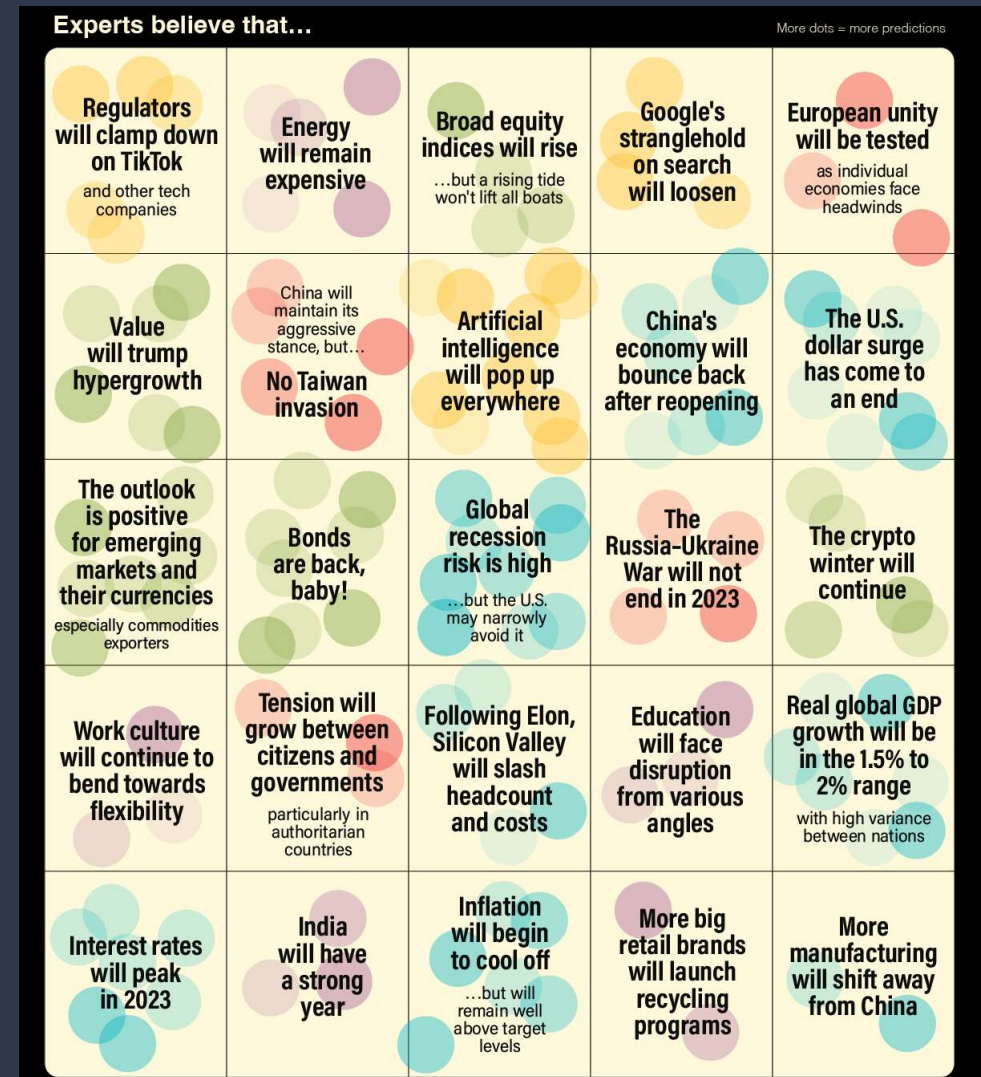 Experts believe that…
More dots = more predictions
Regulators
will clamp down
on TikTok
and other tech
companies
Energy
will remain
expensive
Broad equity
indices will rise
…but a rising tide
won't lift all boats
Google's
stranglehold
on search
will loosen
European unity
will be tested
as individual
economies face
headwinds
Value
will trump
hypergrowth
China will
maintain its
aggressive
stance, but…
No Taiwan
invasion
Artificial
intelligence
will pop up
everywhere
China's
economy will
bounce back
after reopening
The U.S.
dollar surge
has come to
an end
The outlook
is positive
for emerging
markets and
their currencies
especially commodities
exporters
Bonds
are back,
baby!
Global
recession
risk is high
…but the U.S.
may narrowly
avoid it
The
Russia–Ukraine
War will not
end in 2023
The crypto
winter will
continue
Work culture
will continue to
bend towards
flexibility
Tension will
grow between
citizens and
governments
particularly in
authoritarian
countries
Following Elon,
Silicon Valley
will slash
headcount
and costs
Education
will face
disruption
from various
angles
Real global GDP
growth will be
in the 1.5% to
2% range
with high variance
between nations
Interest rates
will peak
in 2023
India
will have
a strong
year
Inflation
will begin
to cool off
…but will
remain well
above target
levels
More big
retail brands
will launch
recycling
programs
More
manufacturing
will shift away
from China